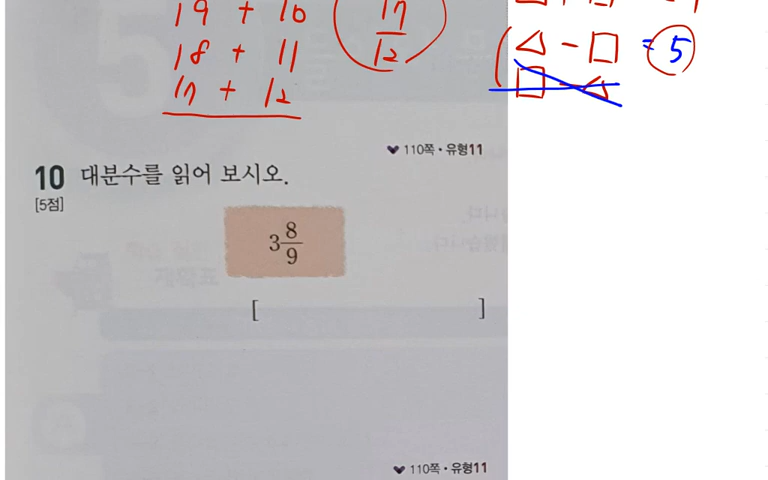 19 + 10
17/12
18 + 11
17 + 12
△ - □ = 5
□ - △
110쪽・유형11
10 대분수를 읽어 보시오.
[5점]
3 8/9
[ ]
110쪽・유형11